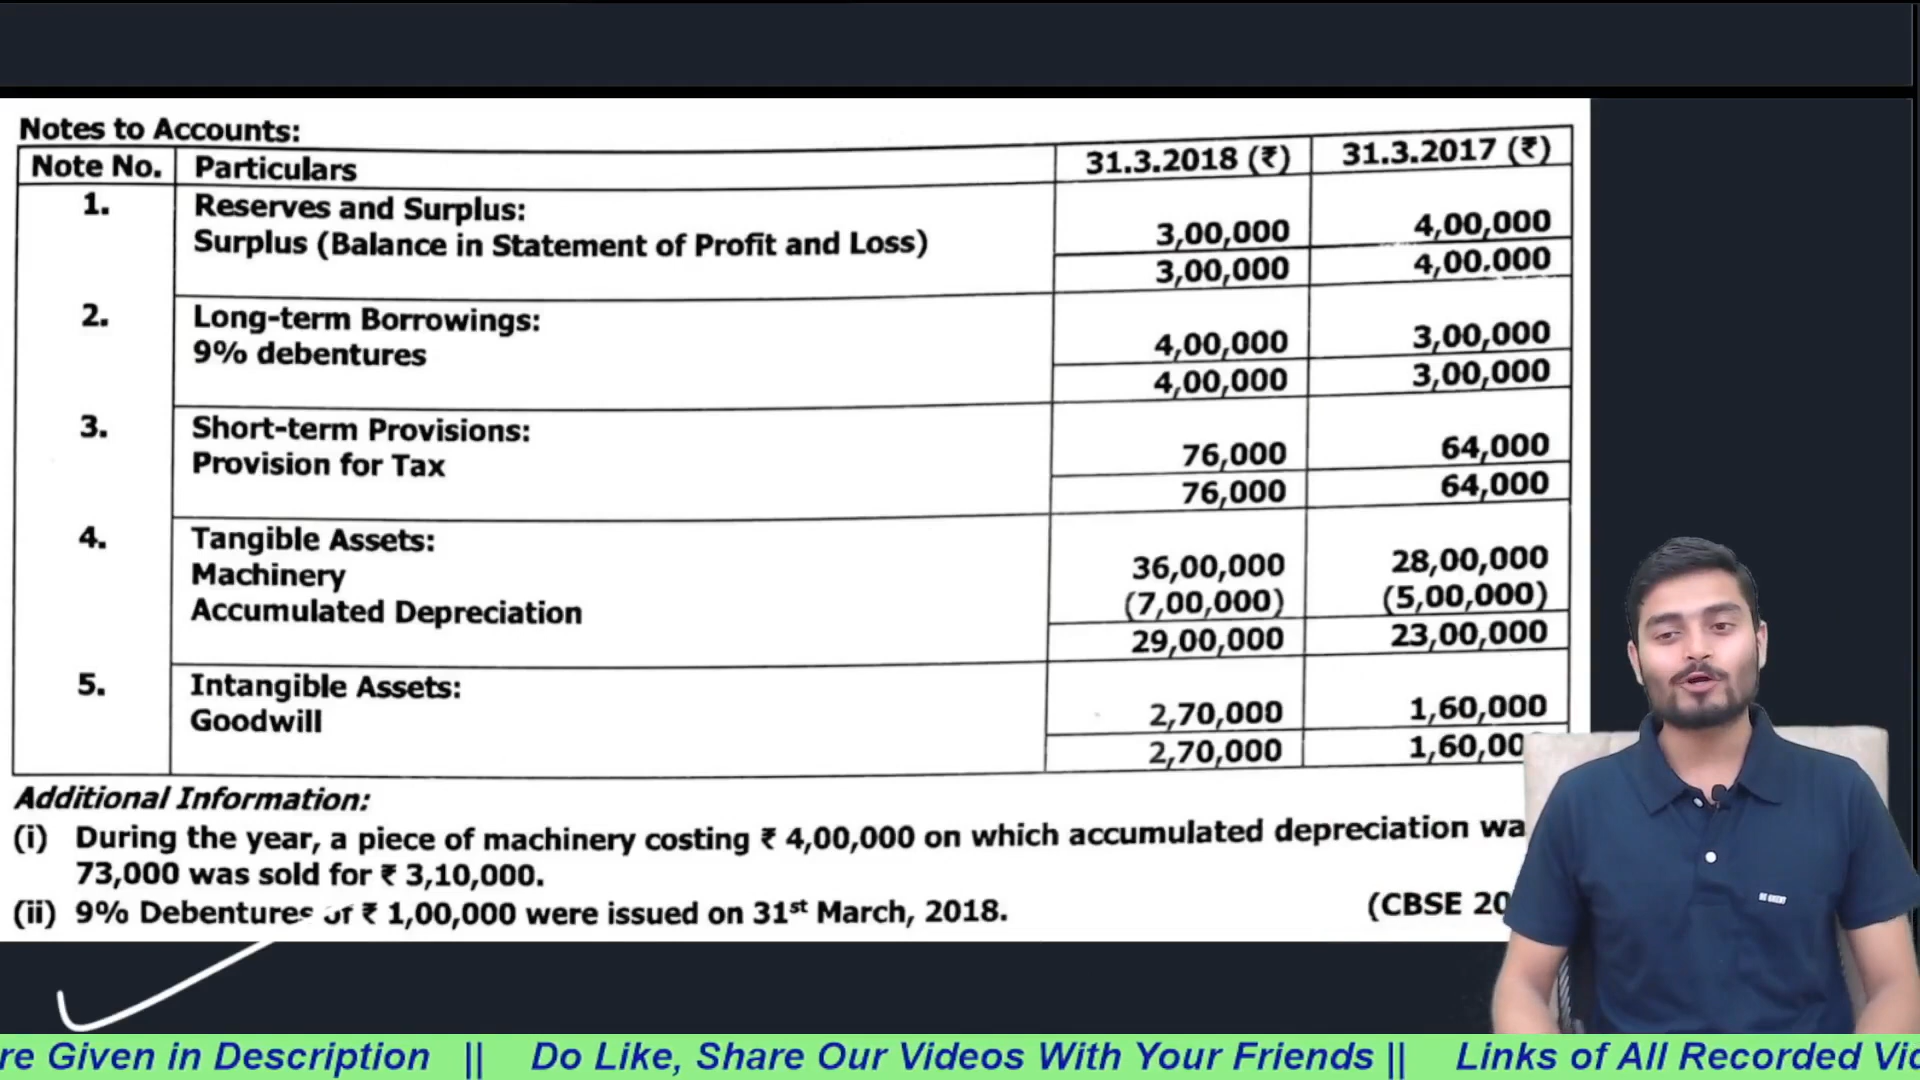 Notes to Accounts:
Note No. Particulars 31.3.2018 (₹) 31.3.2017 (₹)
1. Reserves and Surplus:
Surplus (Balance in Statement of Profit and Loss) 3,00,000 4,00,000
3,00,000 4,00,000
2. Long-term Borrowings:
9% debentures 4,00,000 3,00,000
4,00,000 3,00,000
3. Short-term Provisions:
Provision for Tax 76,000 64,000
76,000 64,000
4. Tangible Assets:
Machinery 36,00,000 28,00,000
Accumulated Depreciation (7,00,000) (5,00,000)
29,00,000 23,00,000
5. Intangible Assets:
Goodwill 2,70,000 1,60,000
2,70,000 1,60,00
Additional Information:
(i) During the year, a piece of machinery costing ₹ 4,00,000 on which accumulated depreciation wa
73,000 was sold for ₹ 3,10,000.
(ii) 9% Debentures of ₹ 1,00,000 were issued on 31st March, 2018.
(CBSE 20
re Given in Description || Do Like, Share Our Videos With Your Friends || Links of All Recorded Vid